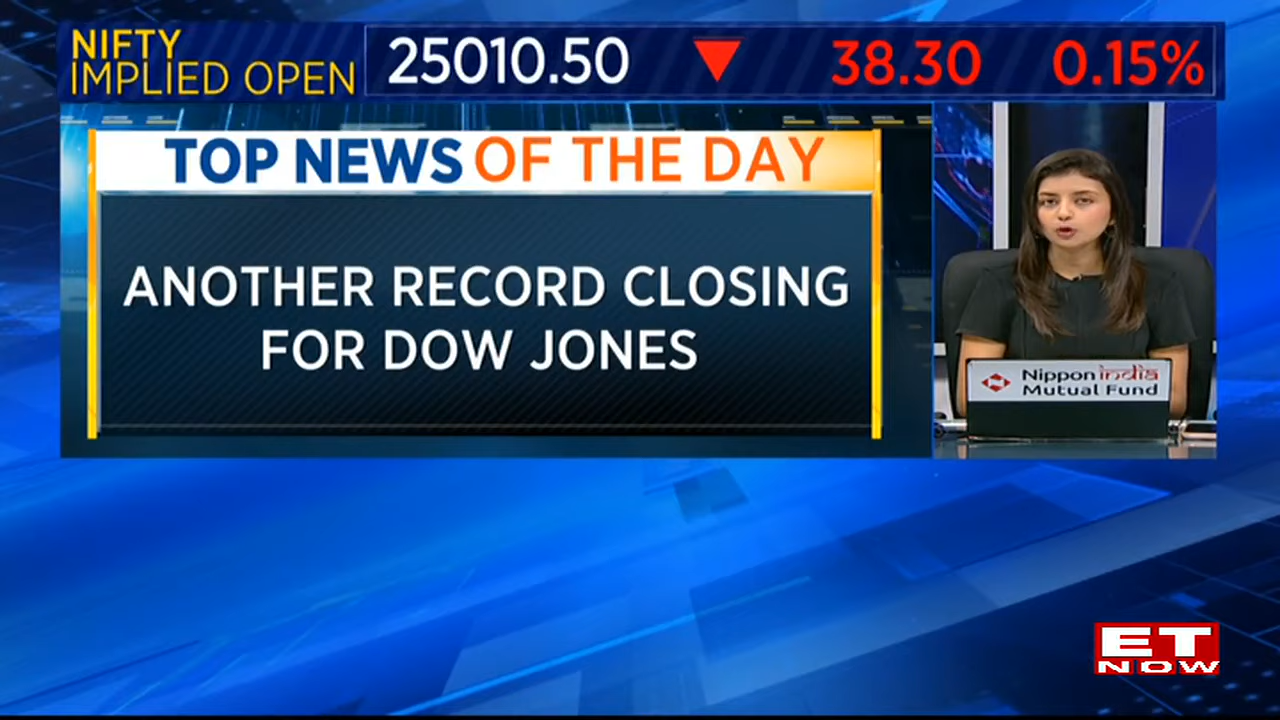 NIFTY
IMPLIED OPEN
25010.50 ▼ 38.30 0.15%
TOP NEWS OF THE DAY
ANOTHER RECORD CLOSING
FOR DOW JONES
Nippon india
Mutual Fund
ET
NOW